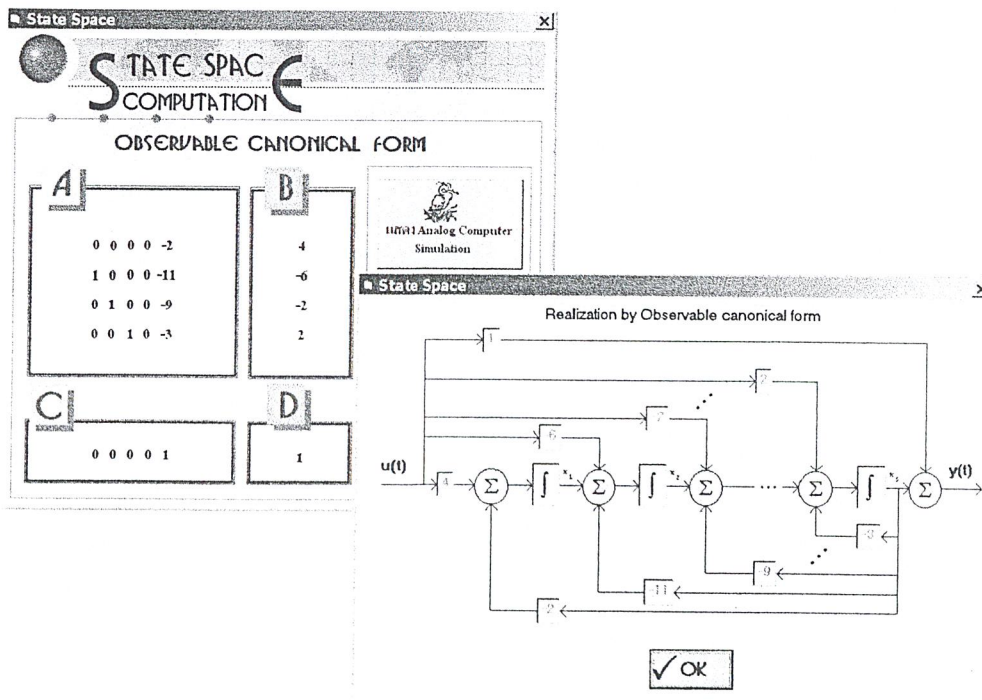 State Space
STATE SPACE
COMPUTATION
OBSERVABLE CANONICAL FORM
A
0 0 0 0 -2
1 0 0 0 -11
0 1 0 0 -9
0 0 1 0 -3
B
4
-6
-2
2
Analog Computer
Simulation
C
0 0 0 0 1
D
1
State Space
Realization by Observable canonical form
1
2
-2
-6
u(t)
4
Σ
∫
x₁
Σ
∫
x₂
Σ
...
Σ
∫
Σ
y(t)
-3
-9
-11
2
OK